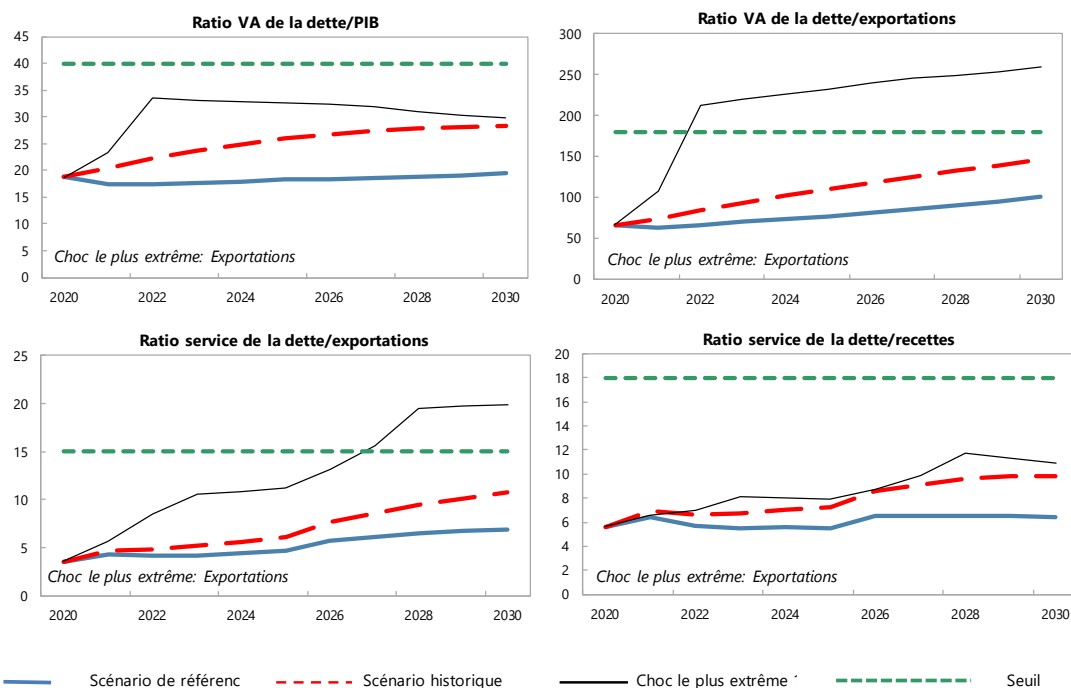 Ratio VA de la dette/PIB
45
40
35
30
25
20
15
10
5
0
Choc le plus extrême: Exportations
2020 2022 2024 2026 2028 2030
Ratio VA de la dette/exportations
300
250
200
150
100
50
0
Choc le plus extrême: Exportations
2020 2022 2024 2026 2028 2030
Ratio service de la dette/exportations
25
20
15
10
5
0
Choc le plus extrême: Exportations
2020 2022 2024 2026 2028 2030
Ratio service de la dette/recettes
20
18
16
14
12
10
8
6
4
2
0
Choc le plus extrême: Exportations
2020 2022 2024 2026 2028 2030
Scénario de référenc Scénario historique Choc le plus extrême Seuil